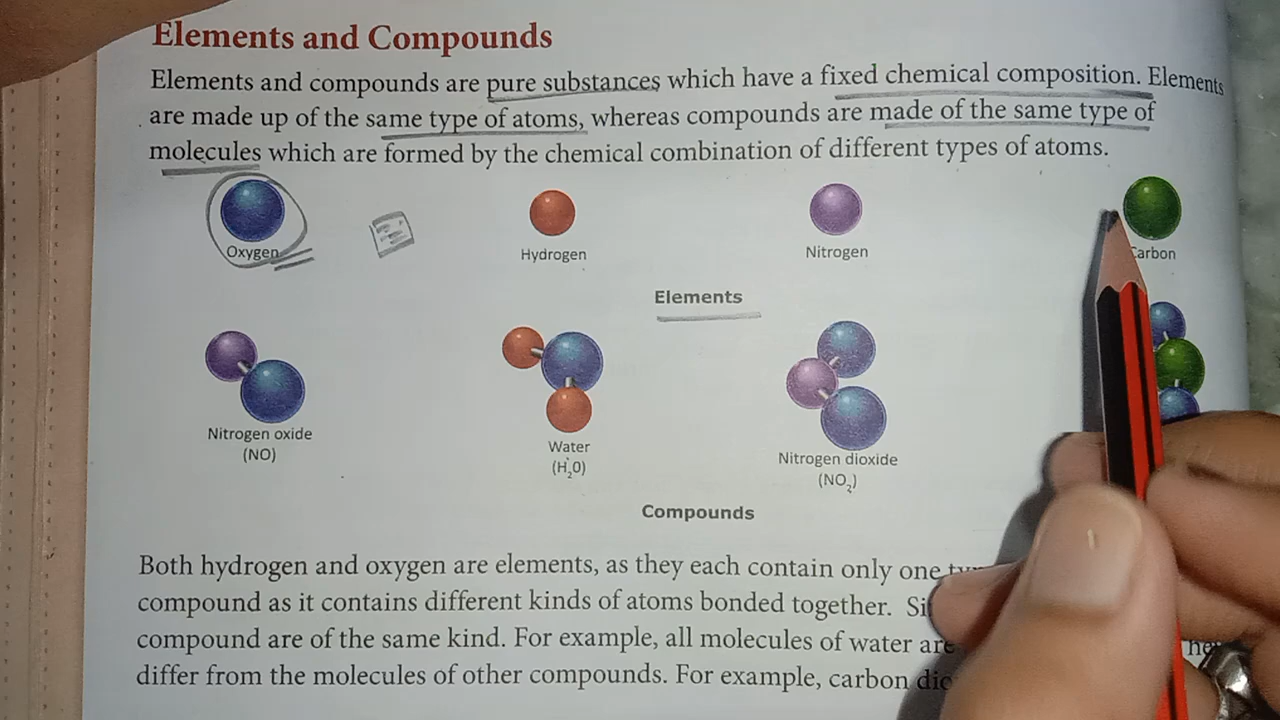 Elements and Compounds
Elements and compounds are pure substances which have a fixed chemical composition. Elements
are made up of the same type of atoms, whereas compounds are made of the same type of
molecules which are formed by the chemical combination of different types of atoms.
Oxygen Hydrogen Nitrogen Carbon
Elements
Nitrogen oxide
(NO)
Water
(H₂O)
Nitrogen dioxide
(NO₂)
Compounds
Both hydrogen and oxygen are elements, as they each contain only one
compound as it contains different kinds of atoms bonded together.
compound are of the same kind. For example, all molecules of water are
differ from the molecules of other compounds. For example, carbon